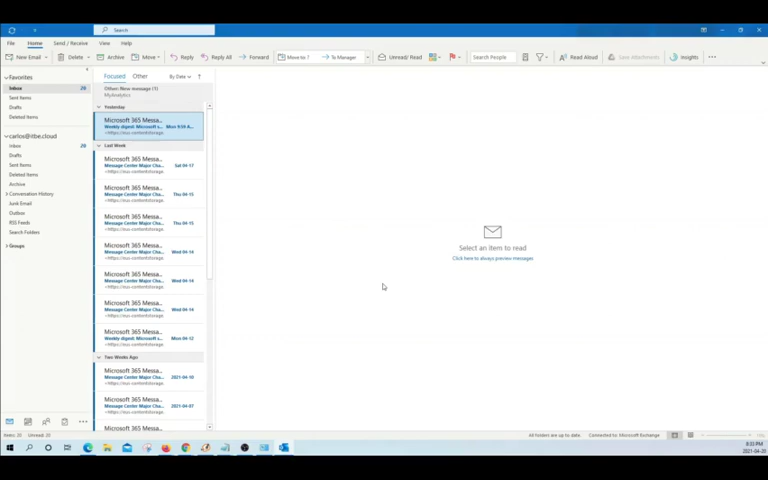 Search
File Home Send / Receive View Help
New Email Delete Archive Move Reply Reply All Forward Move to ? To Manager Unread/ Read Search People Read Aloud Save Attachments Insights
Favorites
Inbox 20
Sent Items
Drafts
Deleted Items
carlos@itbe.cloud
Inbox 20
Drafts
Sent Items
Deleted Items
Archive
Conversation History
Junk Email
Outbox
RSS Feeds
Search Folders
Groups
Focused Other By Date
Other: New message (1)
MyAnalytics
Yesterday
Microsoft 365 Messa...
Weekly digest: Microsoft s... Mon 9:59 A...
Last Week
Microsoft 365 Messa...
Message Center Major Cha... Sat 04-17
Microsoft 365 Messa...
Message Center Major Cha... Thu 04-15
Microsoft 365 Messa...
Message Center Major Cha... Thu 04-15
Microsoft 365 Messa...
Message Center Major Cha... Wed 04-14
Microsoft 365 Messa...
Message Center Major Cha... Wed 04-14
Microsoft 365 Messa...
Message Center Major Cha... Wed 04-14
Microsoft 365 Messa...
Weekly digest: Microsoft s... Mon 04-12
Two Weeks Ago
Microsoft 365 Messa...
Message Center Major Cha... 2021-04-10
Microsoft 365 Messa...
Message Center Major Cha... 2021-04-07
Microsoft 365 Messa...
Select an item to read
Click here to always preview messages
Items: 20 Unread: 20 All folders are up to date. Connected to: Microsoft Exchange